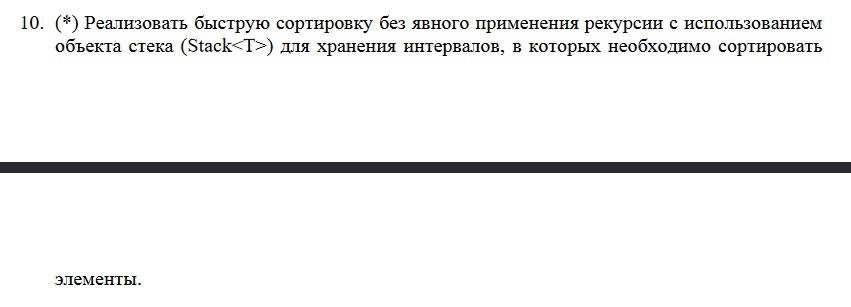 10. (*) Реализовать быструю сортировку без явного применения рекурсии с использованием
объекта стека (Stack<T>) для хранения интервалов, в которых необходимо сортировать
элементы.